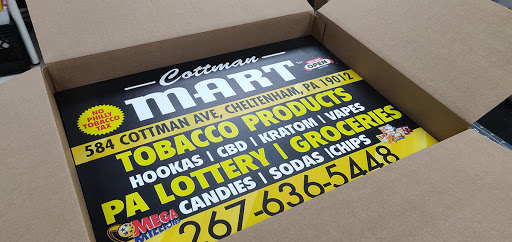 Cottman
MART
OPEN
NO
PHILLY
TOBACCO
TAX
584 COTTMAN AVE, CHELTENHAM, PA 19012
TOBACCO PRODUCTS
HOOKAS | CBD | KRATOM | VAPES
PA LOTTERY | GROCERIES
CANDIES | SODAS |CHIPS
MEGA
MILLIONS
267-636-5448